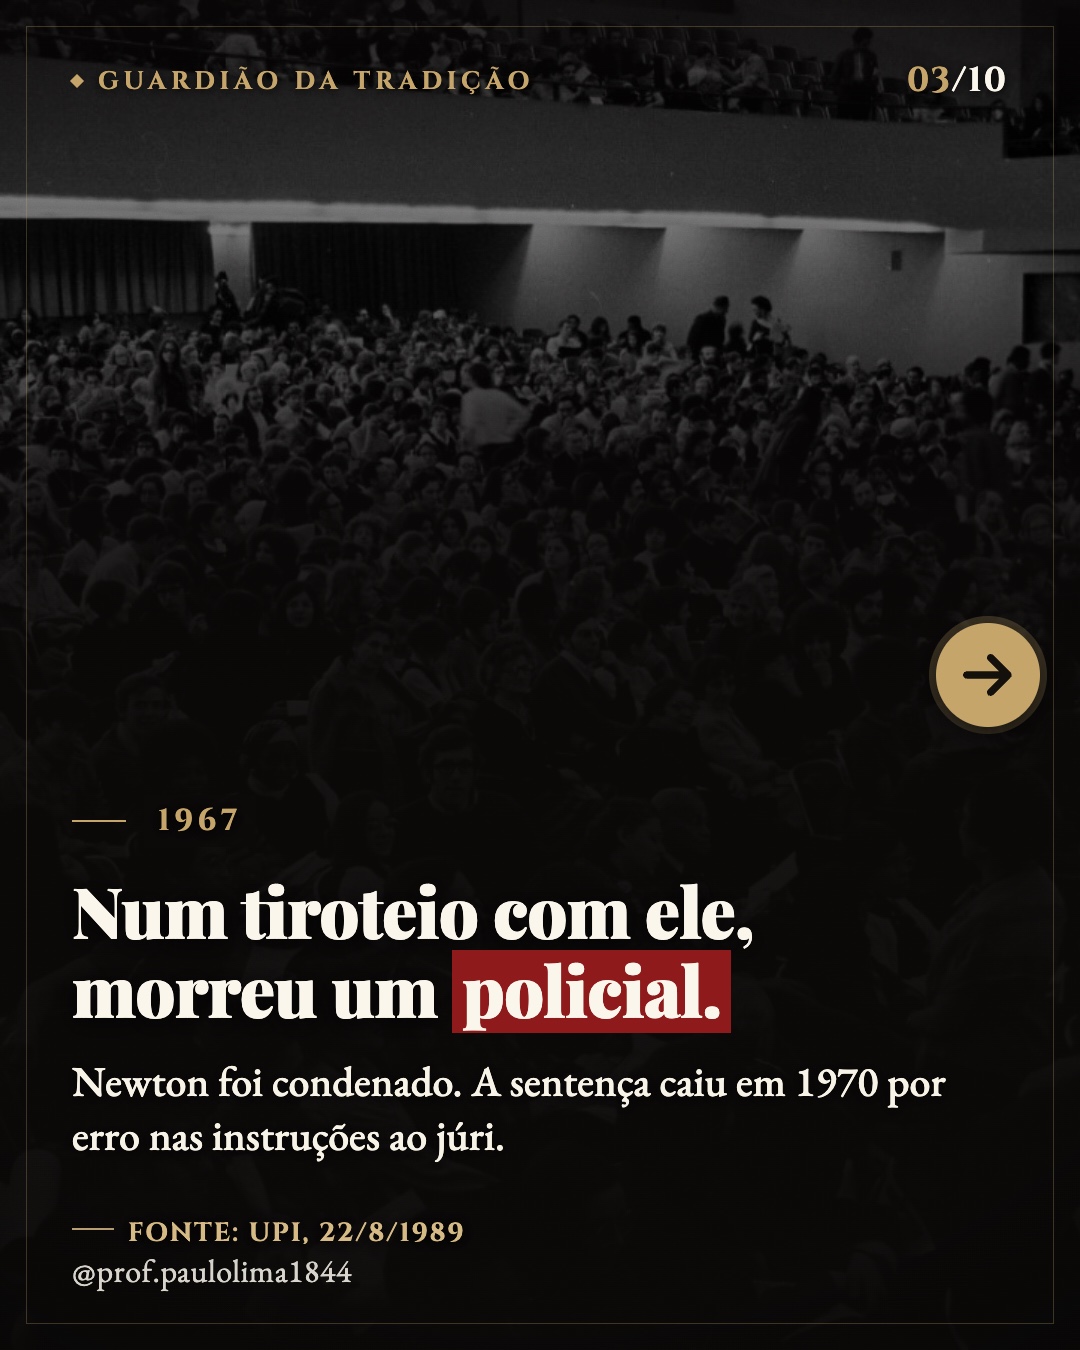 GUARDIÃO DA TRADIÇÃO
03/10
1967
Num tiroteio com ele,
morreu um policial.
Newton foi condenado. A sentença caiu em 1970 por
erro nas instruções ao júri.
FONTE: UPI, 22/8/1989
@prof.paulolima1844